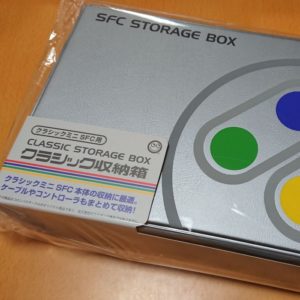 SFC STORAGE BOX
クラシックミニSFC用
CLASSIC STORAGE BOX
クラシック収納箱
クラシックミニSFC本体の収納に最適。
ケーブルやコントローラもまとめて収納!